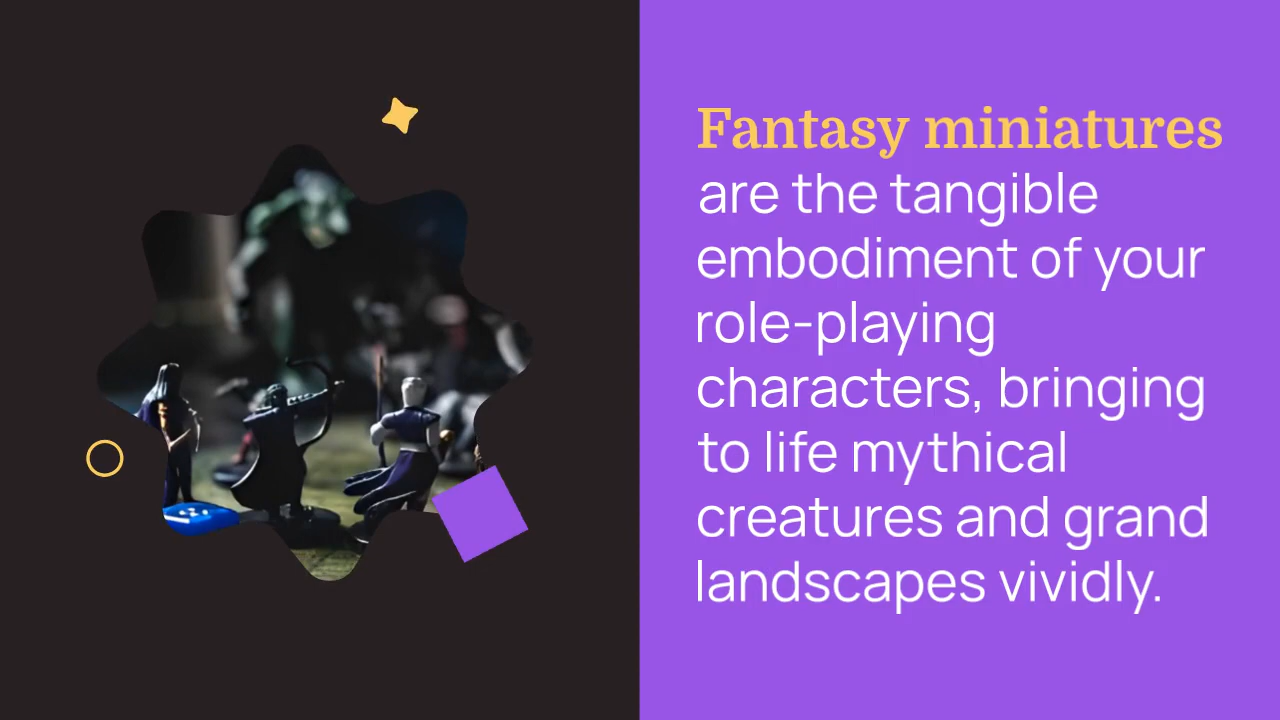 Fantasy miniatures
are the tangible
embodiment of your
role-playing
characters, bringing
to life mythical
creatures and grand
landscapes vividly.